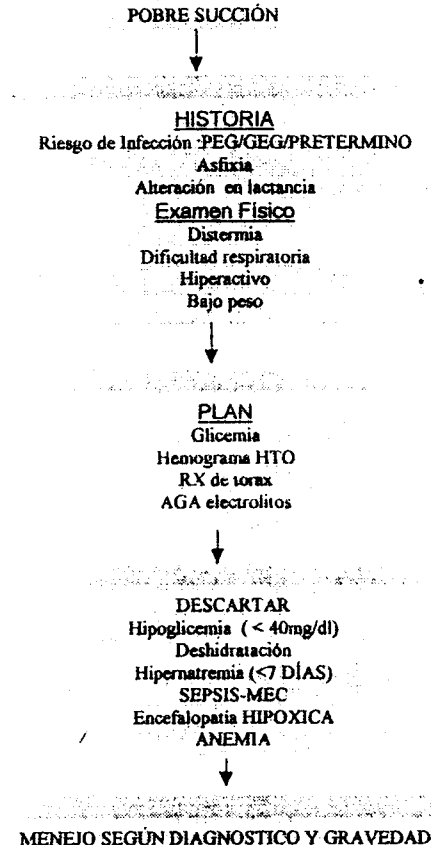 POBRE SUCCIÓN
HISTORIA
Riesgo de Infección :PEG/GEG/PRETERMINO
Asfixia
Alteración en lactancia
Examen Físico
Distermia
Dificultad respiratoria
Hiperactivo
Bajo peso
PLAN
Glicemia
Hemograma HTO
RX de torax
AGA electrolitos
DESCARTAR
Hipoglicemia ( < 40mg/dl)
Deshidratación
Hipernatremia (<7 DÍAS)
SEPSIS-MEC
Encefalopatía HIPOXICA
ANEMIA
MENEJO SEGÚN DIAGNOSTICO Y GRAVEDAD